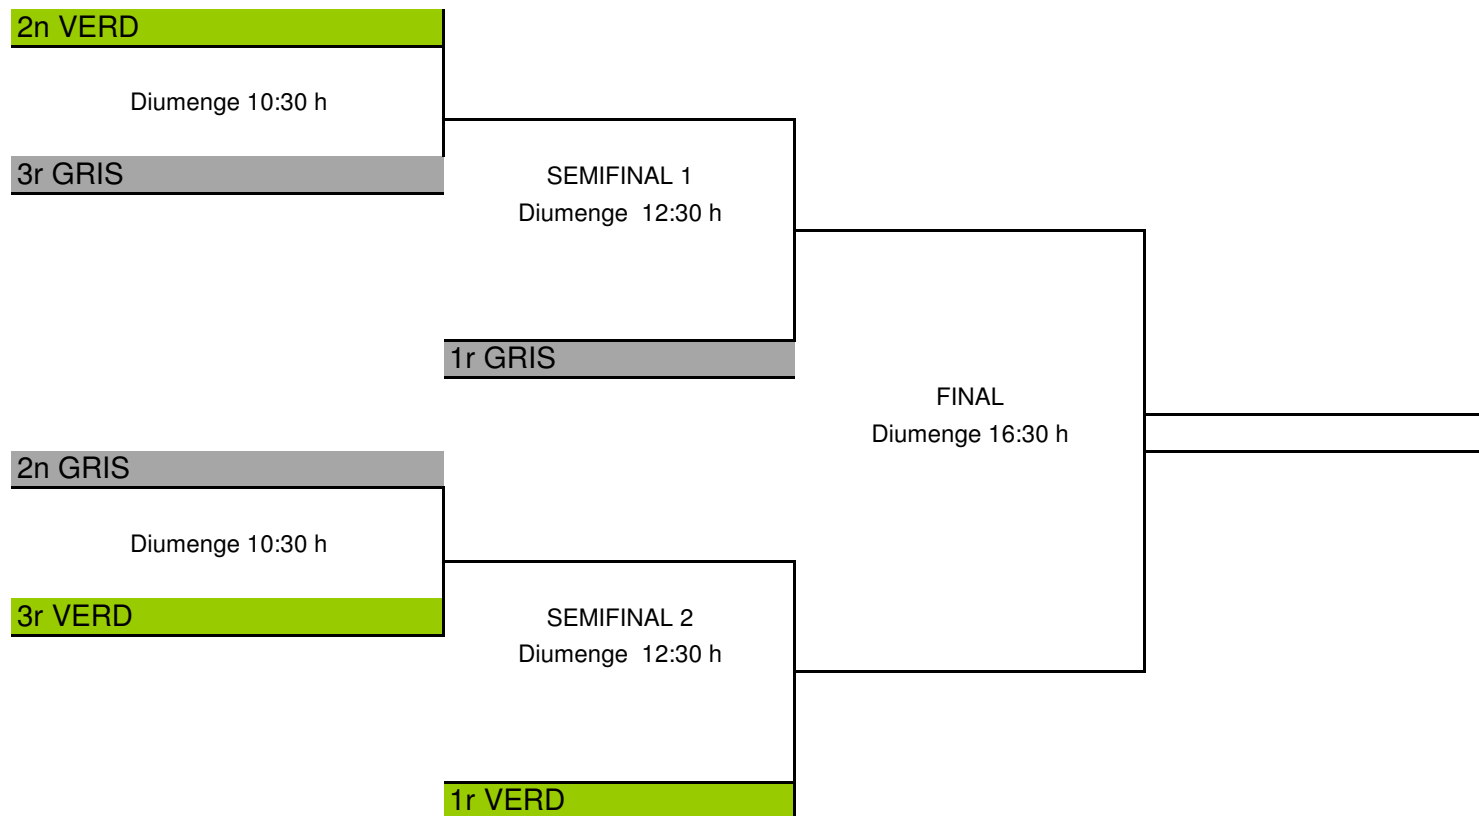 2n VERD
Diumenge 10:30 h
3r GRIS
SEMIFINAL 1
Diumenge  12:30 h
1r GRIS
FINAL
Diumenge 16:30 h
2n GRIS
Diumenge 10:30 h
3r VERD
SEMIFINAL 2
Diumenge  12:30 h
1r VERD